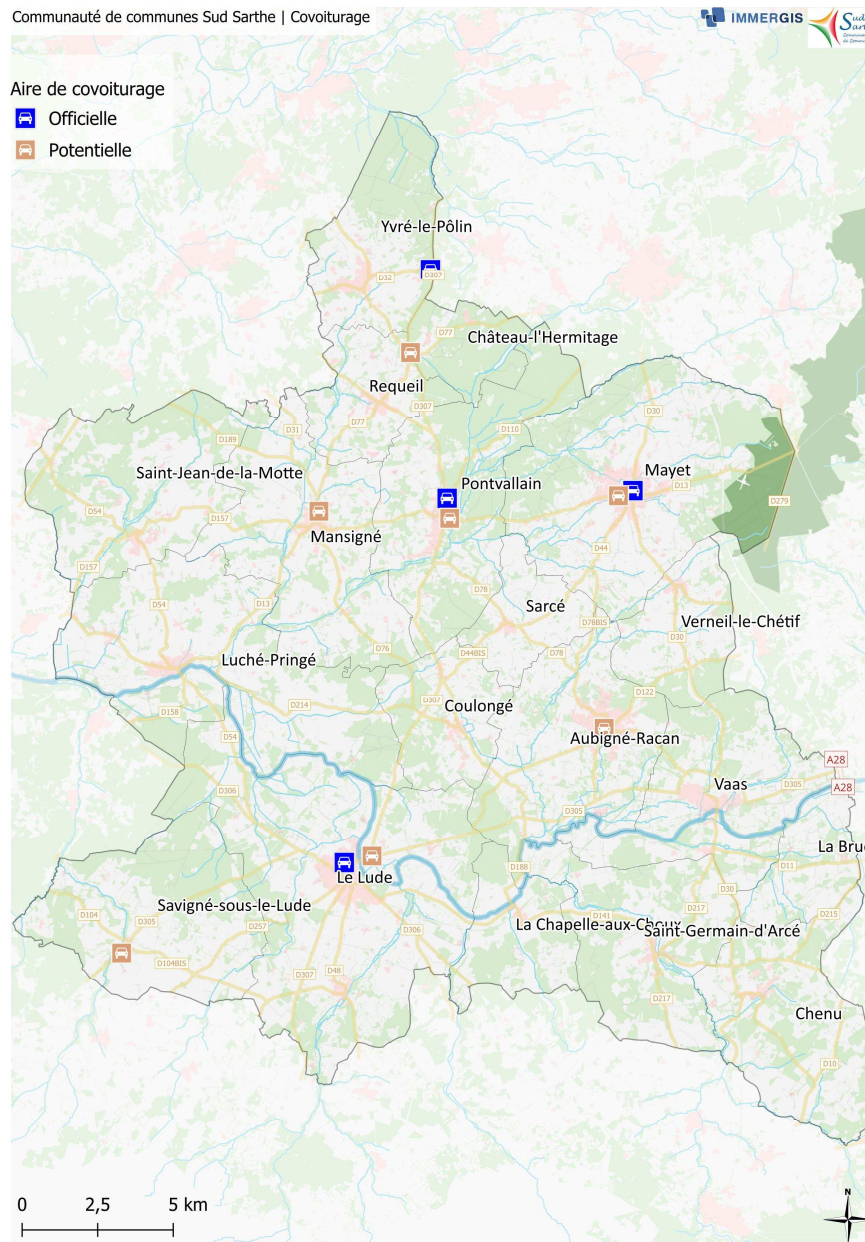 Communauté de communes Sud Sarthe | Covoiturage
IMMERGIS
Aire de covoiturage
Officielle
Potentielle
Yvré-le-Pôlin
D32
D307
D77
Château-l'Hermitage
Requeil
D307
D30
D31
D77
D110
D189
Saint-Jean-de-la-Motte
Pontvallain
Mayet
D13
D279
D54
D157
Mansigné
D44
D157
D78
D54
D13
Sarcé
D78BIS
Verneil-le-Chétif
D30
D76
D44BIS
D78
Luché-Pringé
D122
D307
D214
Coulongé
D158
D54
Aubigné-Racan
A28
Vaas
D305
A28
D306
D305
La Bru
D188
D11
Le Lude
D30
Savigné-sous-le-Lude
D217
D104
D305
D257
D306
La Chapelle-aux-Choux
D141
Saint-Germain-d'Arcé
D215
D104BIS
D307
D48
D217
Chenu
D10
0
2,5
5 km
N